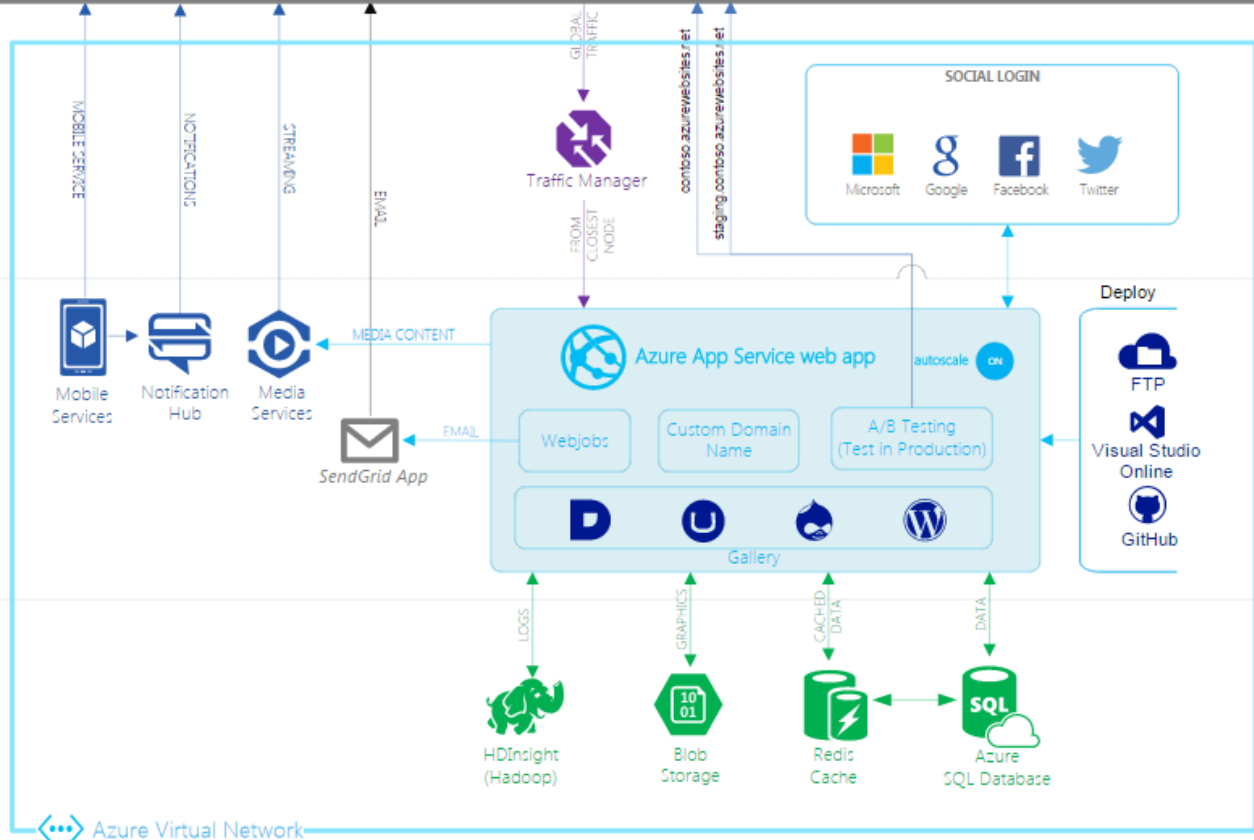 GLOBAL
TRAFFIC
contoso.azurewebsites.net
staging.contoso.azurewebsites.net
SOCIAL LOGIN
MOBILE SERVICE
NOTIFICATIONS
STREAMING
EMAIL
Traffic Manager
Microsoft
Google
Facebook
Twitter
FROM
CLOSEST
NODE
Deploy
MEDIA CONTENT
Azure App Service web app
autoscale
ON
FTP
Mobile
Services
Notification
Hub
Media
Services
EMAIL
Webjobs
Custom Domain
Name
A/B Testing
(Test in Production)
Visual Studio
Online
SendGrid App
GitHub
Gallery
LOGS
GRAPHICS
CACHED
DATA
DATA
10
01
SQL
HDInsight
(Hadoop)
Blob
Storage
Redis
Cache
Azure
SQL Database
Azure Virtual Network